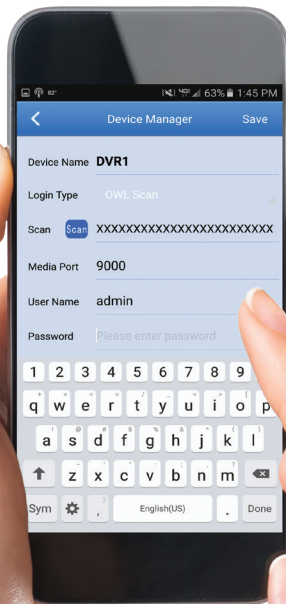 82° 63% 1:45 PM
Device Manager Save
Device Name DVR1
Login Type OWL Scan
Scan Scan XXXXXXXXXXXXXXXXXXXXXXXX
Media Port 9000
User Name admin
Password Please enter password
1 2 3 4 5 6 7 8 9
q w e r t y u i o p
a s d f g h j k l
z x c v b n m
Sym , ? English(US) . Done